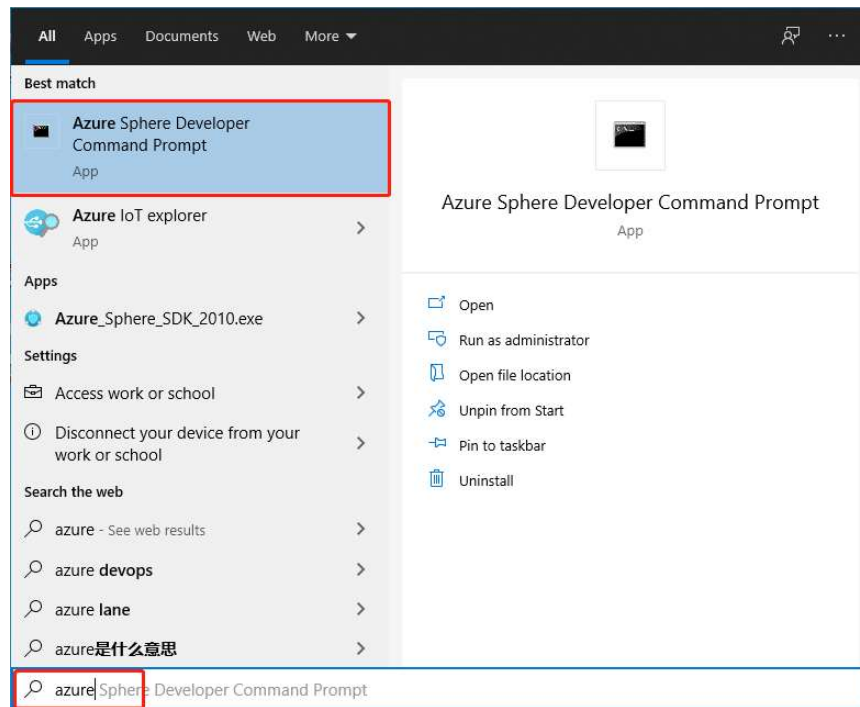 All Apps Documents Web More
Best match
Azure Sphere Developer
Command Prompt
App
Azure IoT explorer
App
Apps
Azure_Sphere_SDK_2010.exe
Settings
Access work or school
Disconnect your device from your
work or school
Search the web
azure - See web results
azure devops
azure lane
azure是什么意思
azure Sphere Developer Command Prompt
Azure Sphere Developer Command Prompt
App
Open
Run as administrator
Open file location
Unpin from Start
Pin to taskbar
Uninstall